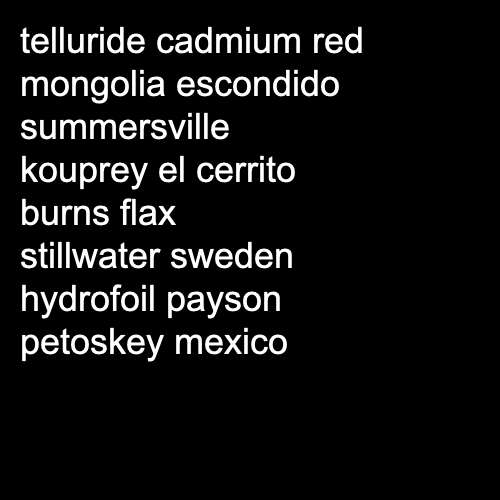 telluride cadmium red
mongolia escondido
summersville
kouprey el cerrito
burns flax
stillwater sweden
hydrofoil payson
petoskey mexico